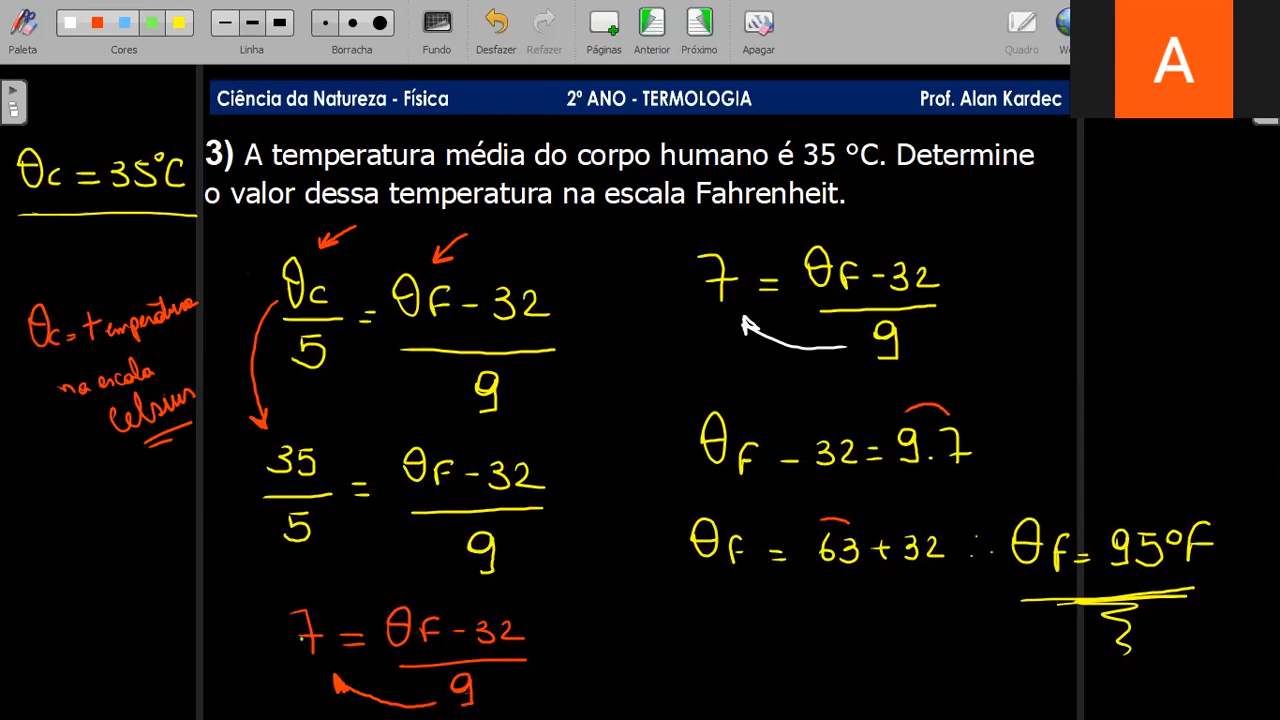 Paleta
Cores
Linha
Borracha
Fundo
Desfazer
Refazer
Páginas
Anterior
Próximo
Apagar
Quadro
A
Ciência da Natureza - Física 2º ANO - TERMOLOGIA Prof. Alan Kardec
3) A temperatura média do corpo humano é 35 °C. Determine
o valor dessa temperatura na escala Fahrenheit.
θc = 35°C
θc = temperatura
na escala
Celsius
θc/5 = θF - 32/9
35/5 = θF - 32/9
7 = θF - 32/9
7 = θF - 32/9
θF - 32 = 9.7
θF = 63 + 32 ∴ θF = 95°F